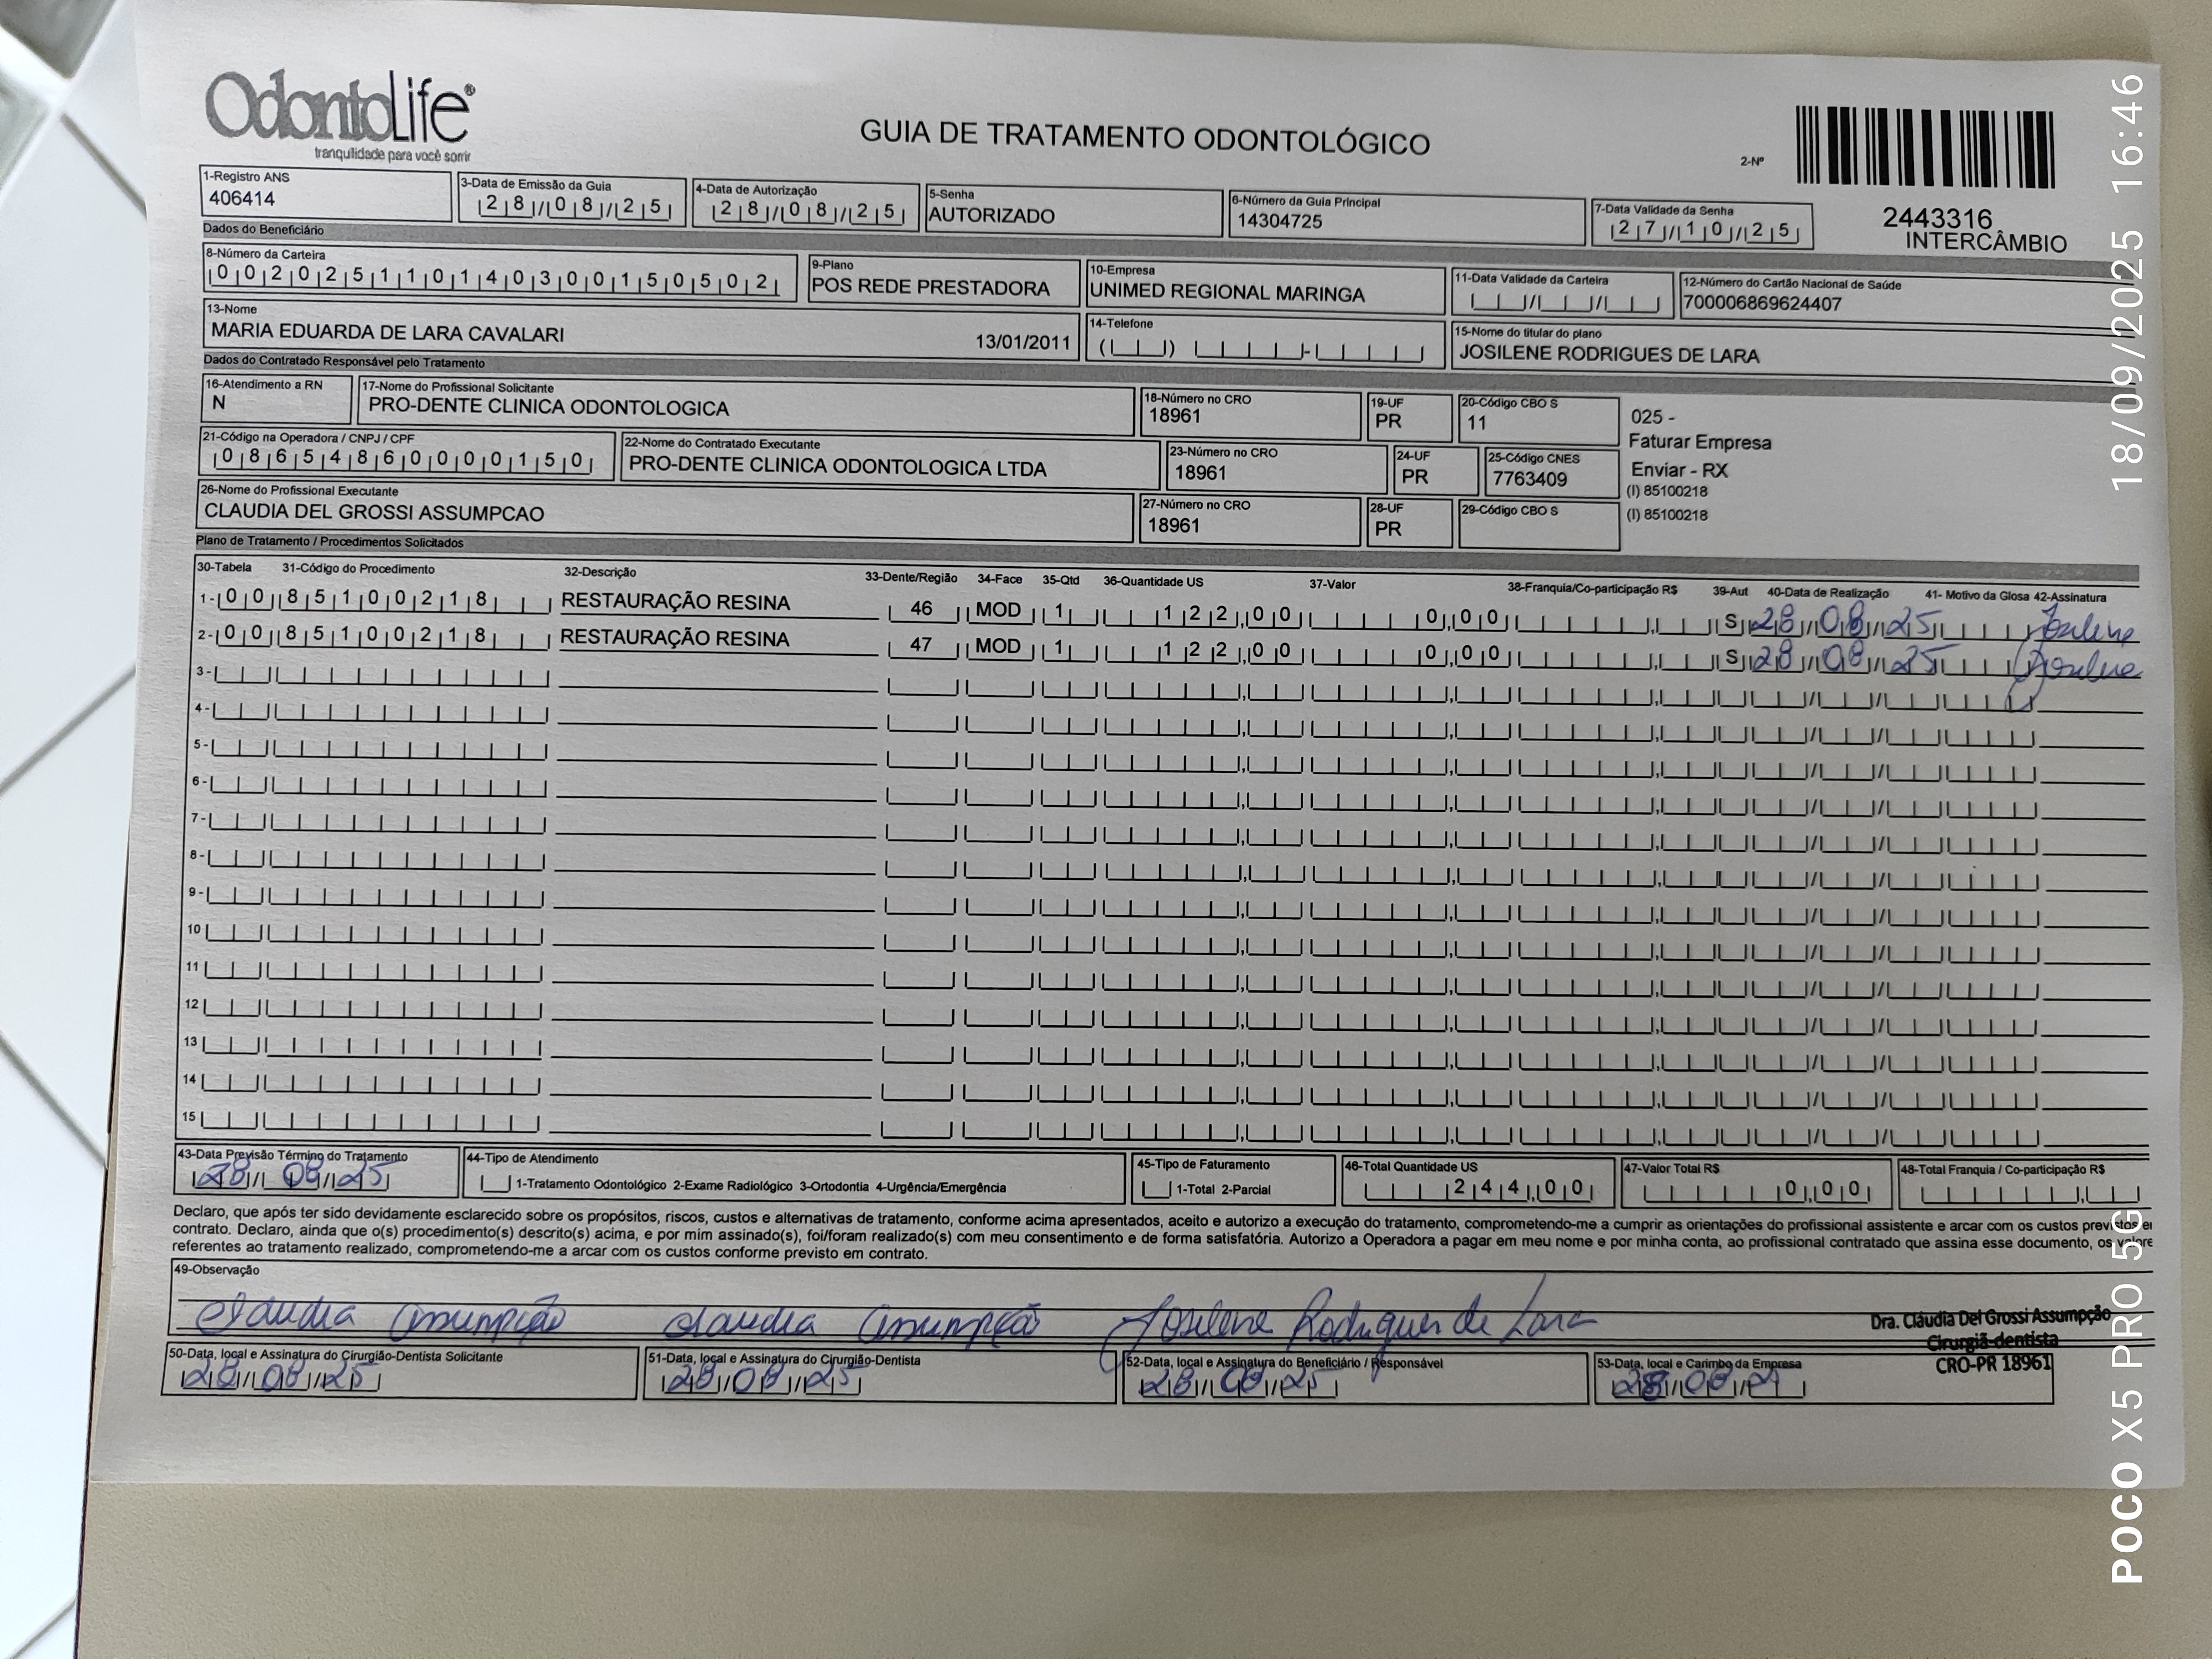 OdontoLife®
tranquilidade para você sorrir
GUIA DE TRATAMENTO ODONTOLÓGICO
2-Nº
2443316
INTERCÂMBIO
1-Registro ANS
406414
3-Data de Emissão da Guia
28/08/25
4-Data de Autorização
28/08/25
5-Senha
AUTORIZADO
6-Número da Guia Principal
14304725
7-Data Validade da Senha
27/10/25
Dados do Beneficiário
8-Número da Carteira
002025110140300150502
9-Plano
POS REDE PRESTADORA
10-Empresa
UNIMED REGIONAL MARINGA
11-Data Validade da Carteira
12-Número do Cartão Nacional de Saúde
700006869624407
13-Nome
MARIA EDUARDA DE LARA CAVALARI 13/01/2011
14-Telefone
15-Nome do titular do plano
JOSILENE RODRIGUES DE LARA
Dados do Contratado Responsável pelo Tratamento
16-Atendimento a RN
N
17-Nome do Profissional Solicitante
PRO-DENTE CLINICA ODONTOLOGICA
18-Número no CRO
18961
19-UF
PR
20-Código CBO S
11
025 -
Faturar Empresa
Enviar - RX
(I) 85100218
(I) 85100218
21-Código na Operadora / CNPJ / CPF
08654860000150
22-Nome do Contratado Executante
PRO-DENTE CLINICA ODONTOLOGICA LTDA
23-Número no CRO
18961
24-UF
PR
25-Código CNES
7763409
26-Nome do Profissional Executante
CLAUDIA DEL GROSSI ASSUMPCAO
27-Número no CRO
18961
28-UF
PR
29-Código CBO S
Plano de Tratamento / Procedimentos Solicitados
30-Tabela 31-Código do Procedimento 32-Descrição 33-Dente/Região 34-Face 35-Qtd 36-Quantidade US 37-Valor 38-Franquia/Co-participação R$ 39-Aut 40-Data de Realização 41- Motivo da Glosa 42-Assinatura
1- 00 85100218 RESTAURAÇÃO RESINA 46 MOD 1 122,00 0,00 S 28/08/25 Josilene
2- 00 85100218 RESTAURAÇÃO RESINA 47 MOD 1 122,00 0,00 S 28/08/25 Josilene
3-
4-
5-
6-
7-
8-
9-
10
11
12
13
14
15
43-Data Previsão Término do Tratamento
28/08/25
44-Tipo de Atendimento
1-Tratamento Odontológico 2-Exame Radiológico 3-Ortodontia 4-Urgência/Emergência
45-Tipo de Faturamento
1-Total 2-Parcial
46-Total Quantidade US
244,00
47-Valor Total R$
0,00
48-Total Franquia / Co-participação R$
Declaro, que após ter sido devidamente esclarecido sobre os propósitos, riscos, custos e alternativas de tratamento, conforme acima apresentados, aceito e autorizo a execução do tratamento, comprometendo-me a cumprir as orientações do profissional assistente e arcar com os custos previstos e
contrato. Declaro, ainda que o(s) procedimento(s) descrito(s) acima, e por mim assinado(s), foi/foram realizado(s) com meu consentimento e de forma satisfatória. Autorizo a Operadora a pagar em meu nome e por minha conta, ao profissional contratado que assina esse documento, os valore
referentes ao tratamento realizado, comprometendo-me a arcar com os custos conforme previsto em contrato.
49-Observação
Claudia Assumpção Claudia Assumpção Josilene Rodrigues de Lara
Dra. Cláudia Del Grossi Assumpção
Cirurgiã-dentista
CRO-PR 18961
50-Data, local e Assinatura do Cirurgião-Dentista Solicitante
28/08/25
51-Data, local e Assinatura do Cirurgião-Dentista
28/08/25
52-Data, local e Assinatura do Beneficiário / Responsável
28/08/25
53-Data, local e Carimbo da Empresa
28/08/
POCO X5 PRO 5G 18/09/2025 16:46